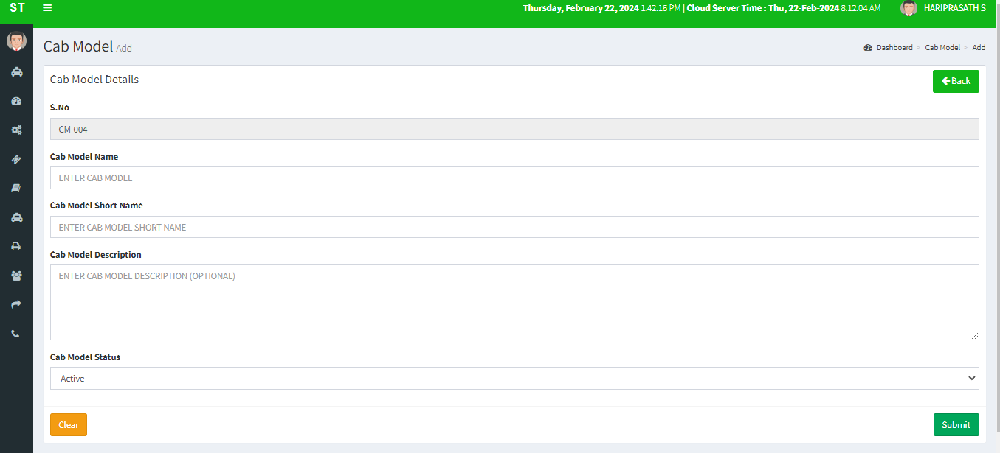 ST
Thursday, February 22, 2024 1:42:16 PM | Cloud Server Time : Thu, 22-Feb-2024 8:12:04 AM
HARIPRASATH S
Cab Model Add
Dashboard > Cab Model > Add
Cab Model Details
Back
S.No
CM-004
Cab Model Name
ENTER CAB MODEL
Cab Model Short Name
ENTER CAB MODEL SHORT NAME
Cab Model Description
ENTER CAB MODEL DESCRIPTION (OPTIONAL)
Cab Model Status
Active
Clear
Submit